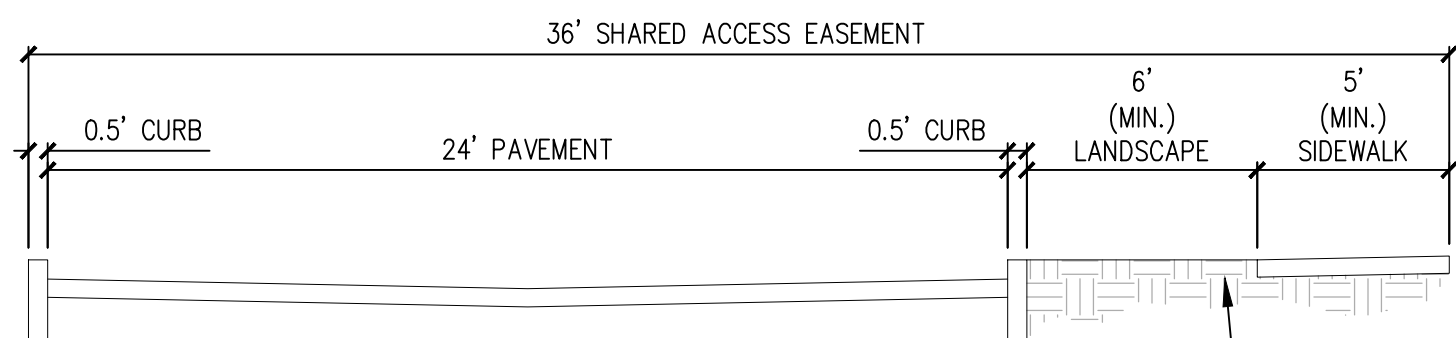 36' SHARED ACCESS EASEMENT
0.5' CURB
24' PAVEMENT
0.5' CURB
6'
(MIN.)
LANDSCAPE
5'
(MIN.)
SIDEWALK